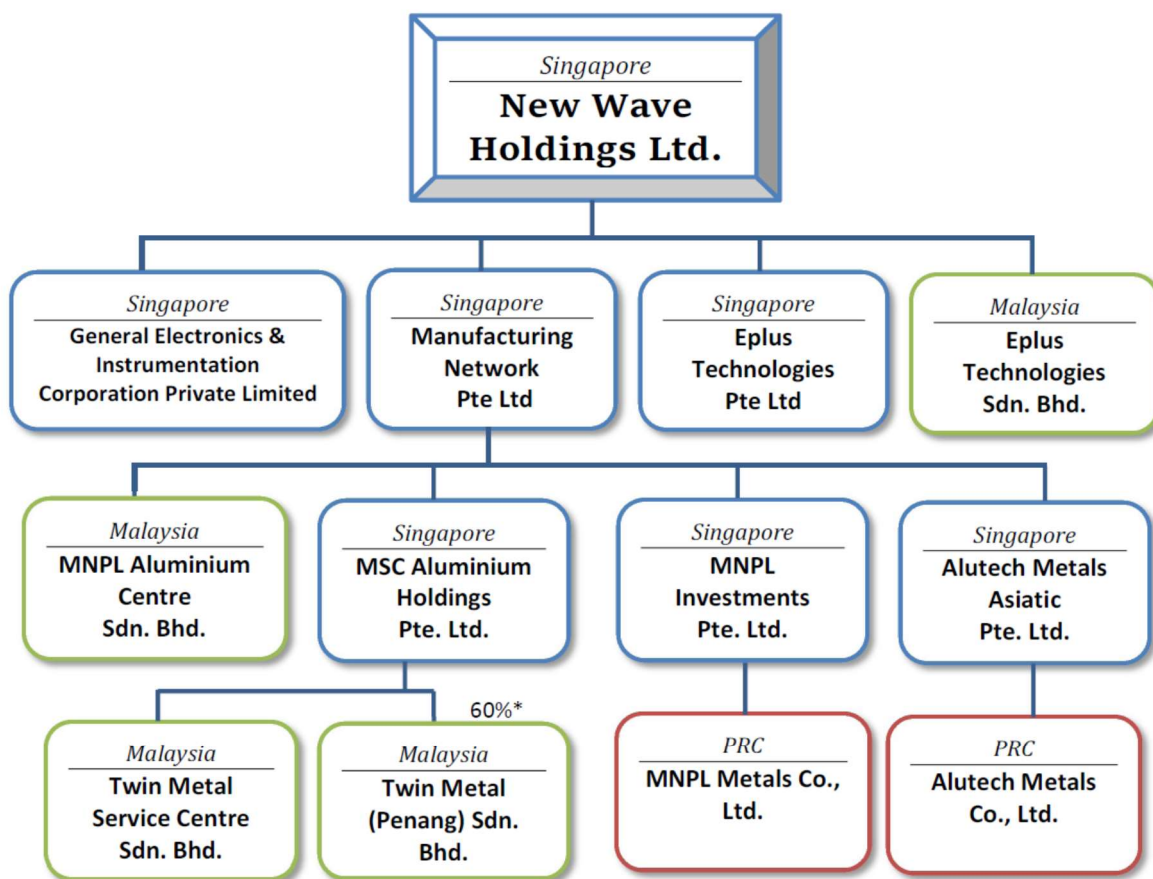 Singapore
New Wave
Holdings Ltd.
Singapore
General Electronics &
Instrumentation
Corporation Private Limited
Singapore
Manufacturing
Network
Pte Ltd
Singapore
Eplus
Technologies
Pte Ltd
Malaysia
Eplus
Technologies
Sdn. Bhd.
Malaysia
MNPL Aluminium
Centre
Sdn. Bhd.
Singapore
MSC Aluminium
Holdings
Pte. Ltd.
Singapore
MNPL
Investments
Pte. Ltd.
Singapore
Alutech Metals
Asiatic
Pte. Ltd.
Malaysia
Twin Metal
Service Centre
Sdn. Bhd.
60%*
Malaysia
Twin Metal
(Penang) Sdn.
Bhd.
PRC
MNPL Metals Co.,
Ltd.
PRC
Alutech Metals
Co., Ltd.